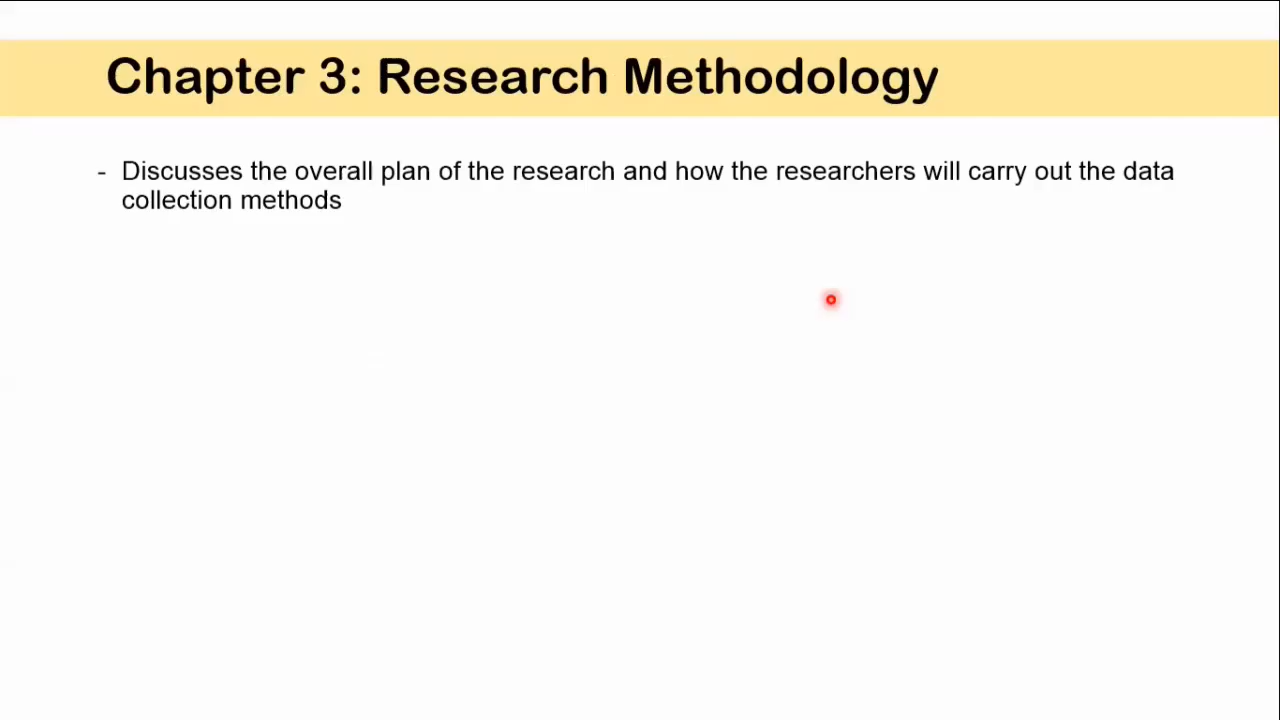 Chapter 3: Research Methodology
- Discusses the overall plan of the research and how the researchers will carry out the data
collection methods